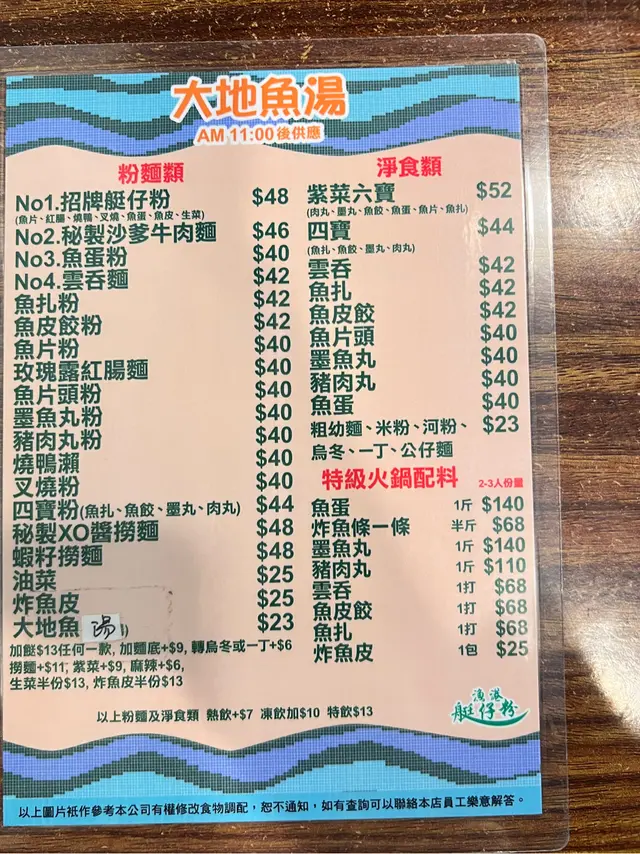 大地魚湯
AM 11:00後供應
粉麵類
No1.招牌艇仔粉 $48
(魚片、紅腸、燒鴨、叉燒、魚蛋、魚皮、生菜)
No2.秘製沙爹牛肉麵 $46
No3.魚蛋粉 $40
No4.雲吞麵 $42
魚扎粉 $42
魚皮餃粉 $42
魚片粉 $40
玫瑰露紅腸麵 $40
魚片頭粉 $40
墨魚丸粉 $40
豬肉丸粉 $40
燒鴨瀨 $40
叉燒粉 $40
四寶粉(魚扎、魚餃、墨丸、肉丸) $44
秘製XO醬撈麵 $48
蝦籽撈麵 $48
油菜 $25
炸魚皮 $25
大地魚湯 $23
加餸$13任何一款, 加麵底+$9, 轉烏冬或一丁+$6
撈麵+$11, 紫菜+$9, 麻辣+$6,
生菜半份$13, 炸魚皮半份$13
淨食類
紫菜六寶 $52
(肉丸、墨丸、魚餃、魚蛋、魚片、魚扎)
四寶 $44
(魚扎、魚餃、墨丸、肉丸)
雲吞 $42
魚扎 $42
魚皮餃 $42
魚片頭 $40
墨魚丸 $40
豬肉丸 $40
魚蛋 $40
粗幼麵、米粉、河粉、 $23
烏冬、一丁、公仔麵
特級火鍋配料 2-3人份量
魚蛋 1斤 $140
炸魚條一條 半斤 $68
墨魚丸 1斤 $140
豬肉丸 1斤 $110
雲吞 1打 $68
魚皮餃 1打 $68
魚扎 1打 $68
炸魚皮 1包 $25
以上粉麵及淨食類 熱飲+$7 凍飲加$10 特飲$13
漁港
艇仔粉
以上圖片祇作參考本公司有權修改食物調配，恕不通知，如有查詢可以聯絡本店員工樂意解答。